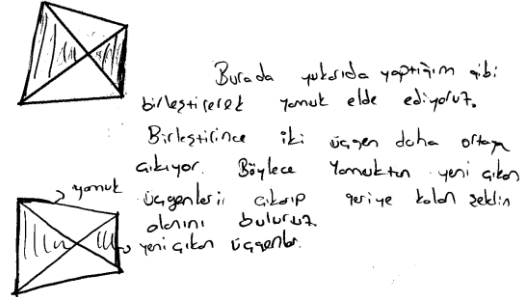 Burada yukarıda yaptığım gibi
birleştirerek yamuk elde ediyoruz.
Birleştirince iki üçgen daha ortaya
çıkıyor. Böylece Yamuktan yeni çıkan
yamuk
üçgenleri çıkarıp geriye kalan şeklin
alanını buluruz
yeni çıkan üçgenler.